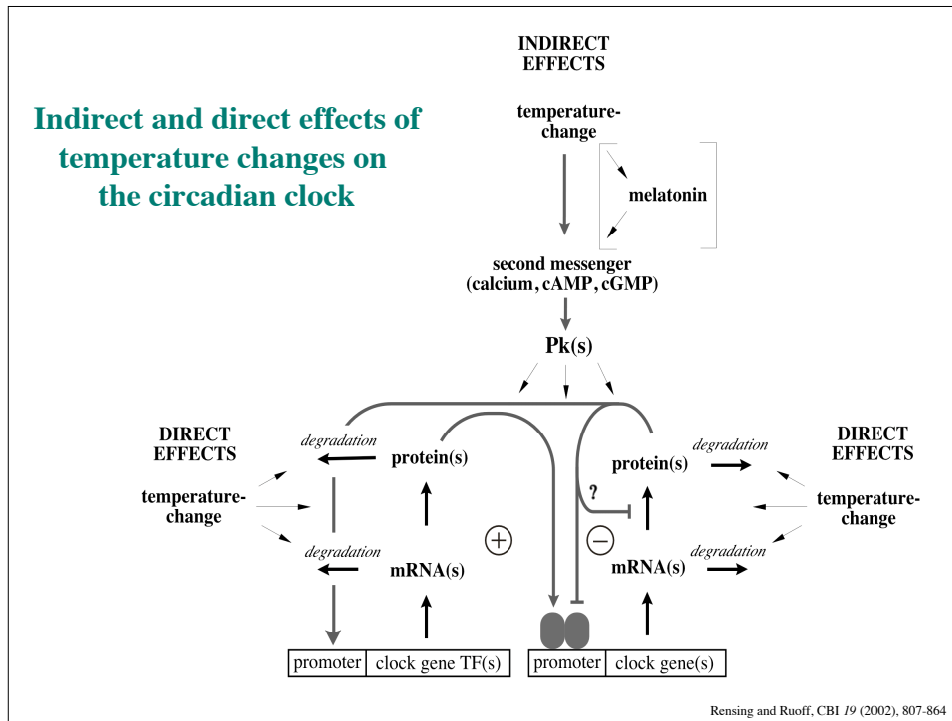 Indirect and direct effects of
temperature changes on
the circadian clock
INDIRECT
EFFECTS
temperature-
change
melatonin
second messenger
(calcium, cAMP, cGMP)
Pk(s)
DIRECT
EFFECTS
temperature-
change
degradation
protein(s)
degradation
mRNA(s)
+
promoter
clock gene TF(s)
?
−
protein(s)
degradation
mRNA(s)
degradation
promoter
clock gene(s)
DIRECT
EFFECTS
temperature-
change
Rensing and Ruoff, CBI 19 (2002), 807-864